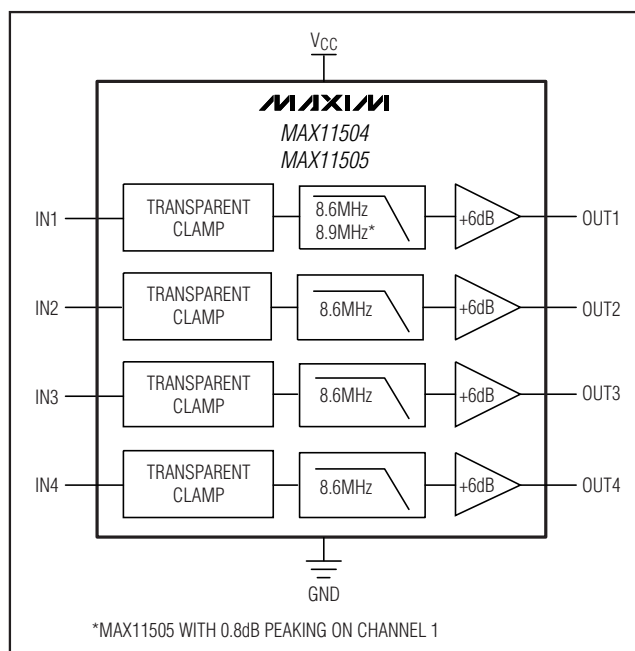 VCC
MAXIM
MAX11504
MAX11505
IN1
TRANSPARENT
CLAMP
8.6MHz
8.9MHz*
+6dB
OUT1
IN2
TRANSPARENT
CLAMP
8.6MHz
+6dB
OUT2
IN3
TRANSPARENT
CLAMP
8.6MHz
+6dB
OUT3
IN4
TRANSPARENT
CLAMP
8.6MHz
+6dB
OUT4
GND
*MAX11505 WITH 0.8dB PEAKING ON CHANNEL 1